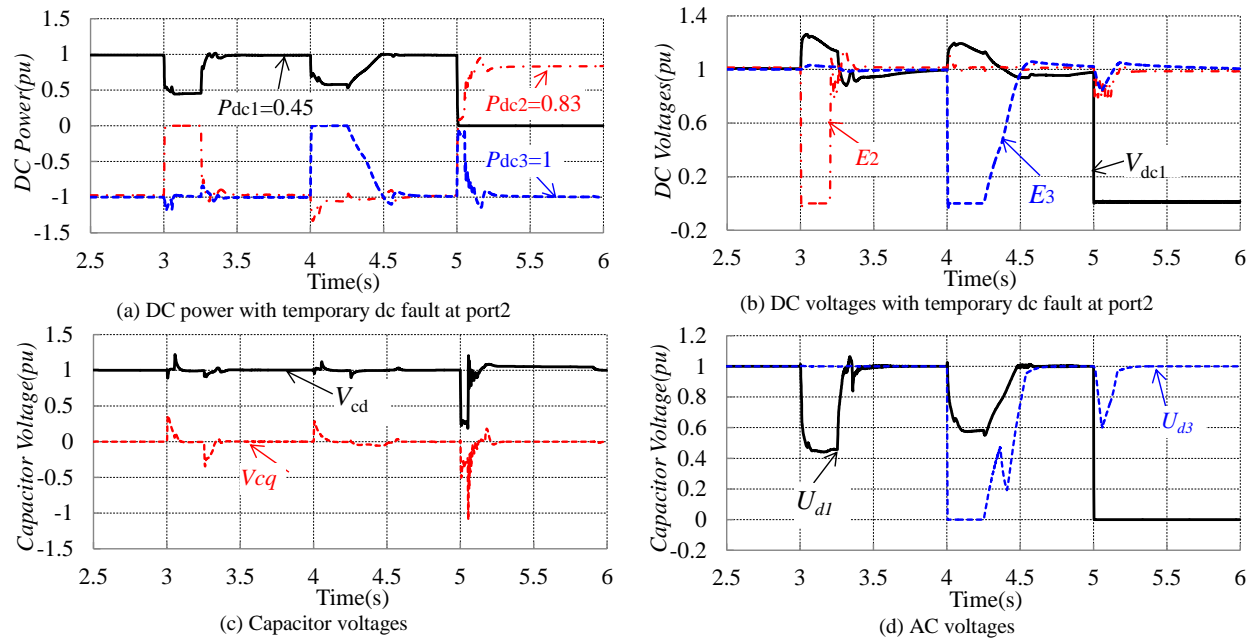 DC Power(pu)
1.5
1
0.5
0
-0.5
-1
-1.5
Pdc1=0.45
Pdc2=0.83
Pdc3=1
2.5 3 3.5 4 4.5 5 5.5 6
Time(s)
(a) DC power with temporary dc fault at port2
DC Voltages(pu)
1.4
1
0.6
0.2
-0.2
E2
E3
Vdc1
2.5 3 3.5 4 4.5 5 5.5 6
Time(s)
(b) DC voltages with temporary dc fault at port2
Capacitor Voltage(pu)
1.5
1
0.5
0
-0.5
-1
-1.5
Vcd
Vcq
2.5 3 3.5 4 4.5 5 5.5 6
Time(s)
(c) Capacitor voltages
Capacitor Voltage(pu)
1.2
1
0.8
0.6
0.4
0.2
0
-0.2
Ud1
Ud3
2.5 3 3.5 4 4.5 5 5.5 6
Time(s)
(d) AC voltages